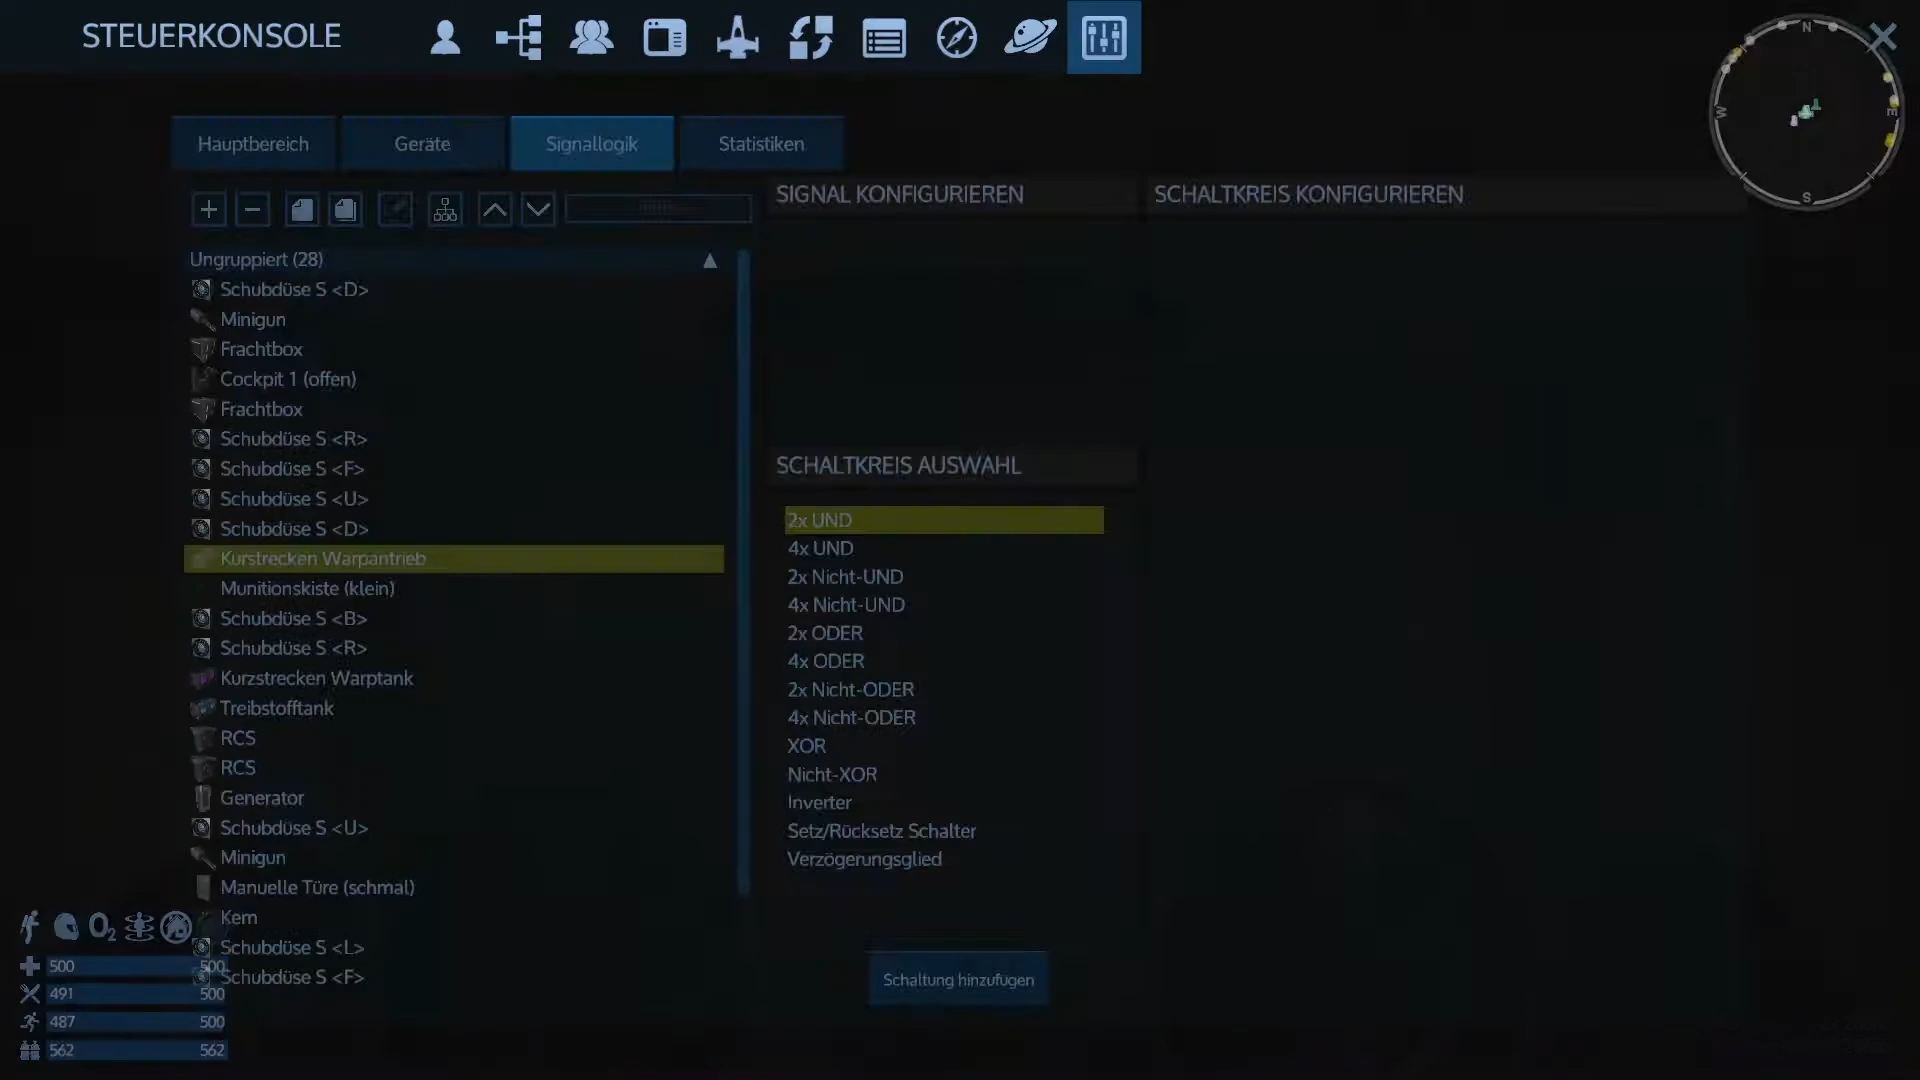 STEUERKONSOLE
N
W
E
S
Hauptbereich
Geräte
Signallogik
Statistiken
SIGNAL KONFIGURIEREN
SCHALTKREIS KONFIGURIEREN
Ungruppiert (28)
Schubdüse S <D>
Minigun
Frachtbox
Cockpit 1 (offen)
Frachtbox
Schubdüse S <R>
Schubdüse S <F>
Schubdüse S <U>
Schubdüse S <D>
Kurstrecken Warpantrieb
Munitionskiste (klein)
Schubdüse S <B>
Schubdüse S <R>
Kurzstrecken Warptank
Treibstofftank
RCS
RCS
Generator
Schubdüse S <U>
Minigun
Manuelle Türe (schmal)
Kern
Schubdüse S <L>
Schubdüse S <F>
SCHALTKREIS AUSWAHL
2x UND
4x UND
2x Nicht-UND
4x Nicht-UND
2x ODER
4x ODER
2x Nicht-ODER
4x Nicht-ODER
XOR
Nicht-XOR
Inverter
Setz/Rücksetz Schalter
Verzögerungsglied
Schaltung hinzufügen
O2
500 500
491 500
487 500
562 562